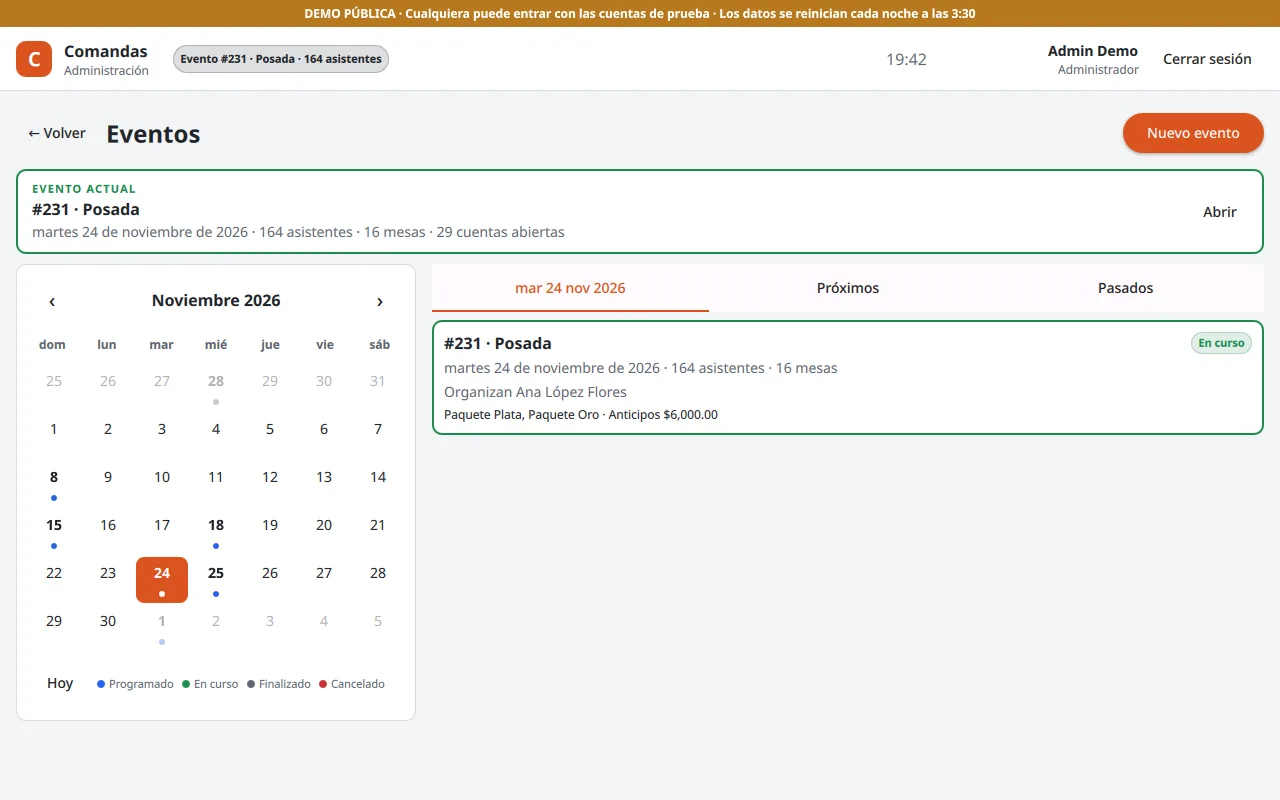 DEMO PÚBLICA · Cualquiera puede entrar con las cuentas de prueba · Los datos se reinician cada noche a las 3:30
C
Comandas
Administración
Evento #231 · Posada · 164 asistentes
19:42
Admin Demo
Administrador
Cerrar sesión
← Volver
Eventos
Nuevo evento
EVENTO ACTUAL
#231 · Posada
martes 24 de noviembre de 2026 · 164 asistentes · 16 mesas · 29 cuentas abiertas
Abrir
‹ Noviembre 2026 ›
dom lun mar mié jue vie sáb
25 26 27 28 29 30 31
1 2 3 4 5 6 7
8 9 10 11 12 13 14
15 16 17 18 19 20 21
22 23 24 25 26 27 28
29 30 1 2 3 4 5
Hoy Programado En curso Finalizado Cancelado
mar 24 nov 2026 Próximos Pasados
#231 · Posada
En curso
martes 24 de noviembre de 2026 · 164 asistentes · 16 mesas
Organizan Ana López Flores
Paquete Plata, Paquete Oro · Anticipos $6,000.00